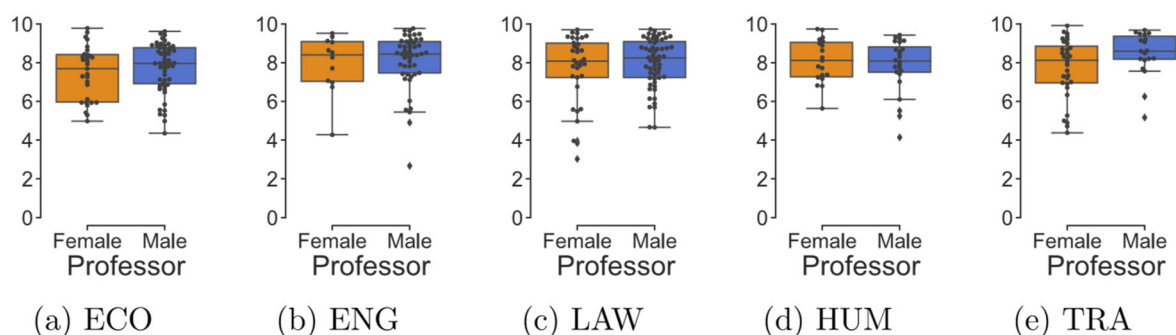 10 8 6 4 2 0
Female Male
Professor
(a) ECO
10 8 6 4 2 0
Female Male
Professor
(b) ENG
10 8 6 4 2 0
Female Male
Professor
(c) LAW
10 8 6 4 2 0
Female Male
Professor
(d) HUM
10 8 6 4 2 0
Female Male
Professor
(e) TRA